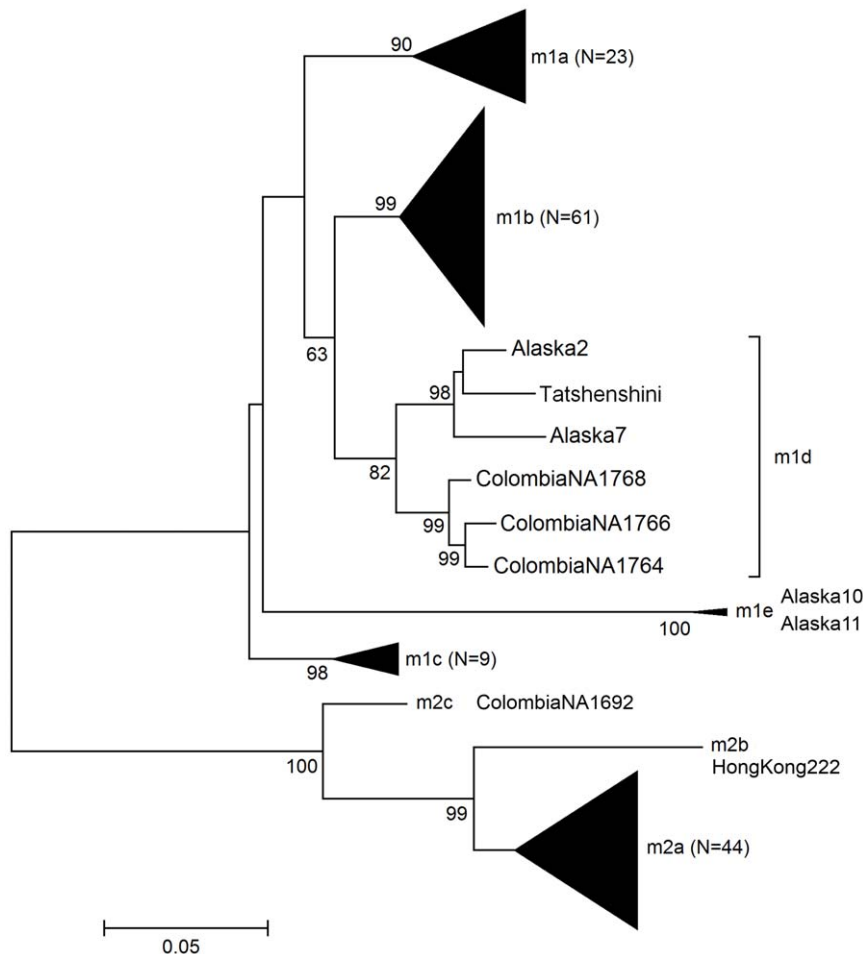 90
m1a (N=23)
99
m1b (N=61)
63
Alaska2
98
Tatshenshini
Alaska7
m1d
82
ColombiaNA1768
99
ColombiaNA1766
99
ColombiaNA1764
m1e
Alaska10
Alaska11
100
m1c (N=9)
98
m2c ColombiaNA1692
m2b
HongKong222
100
99
m2a (N=44)
0.05